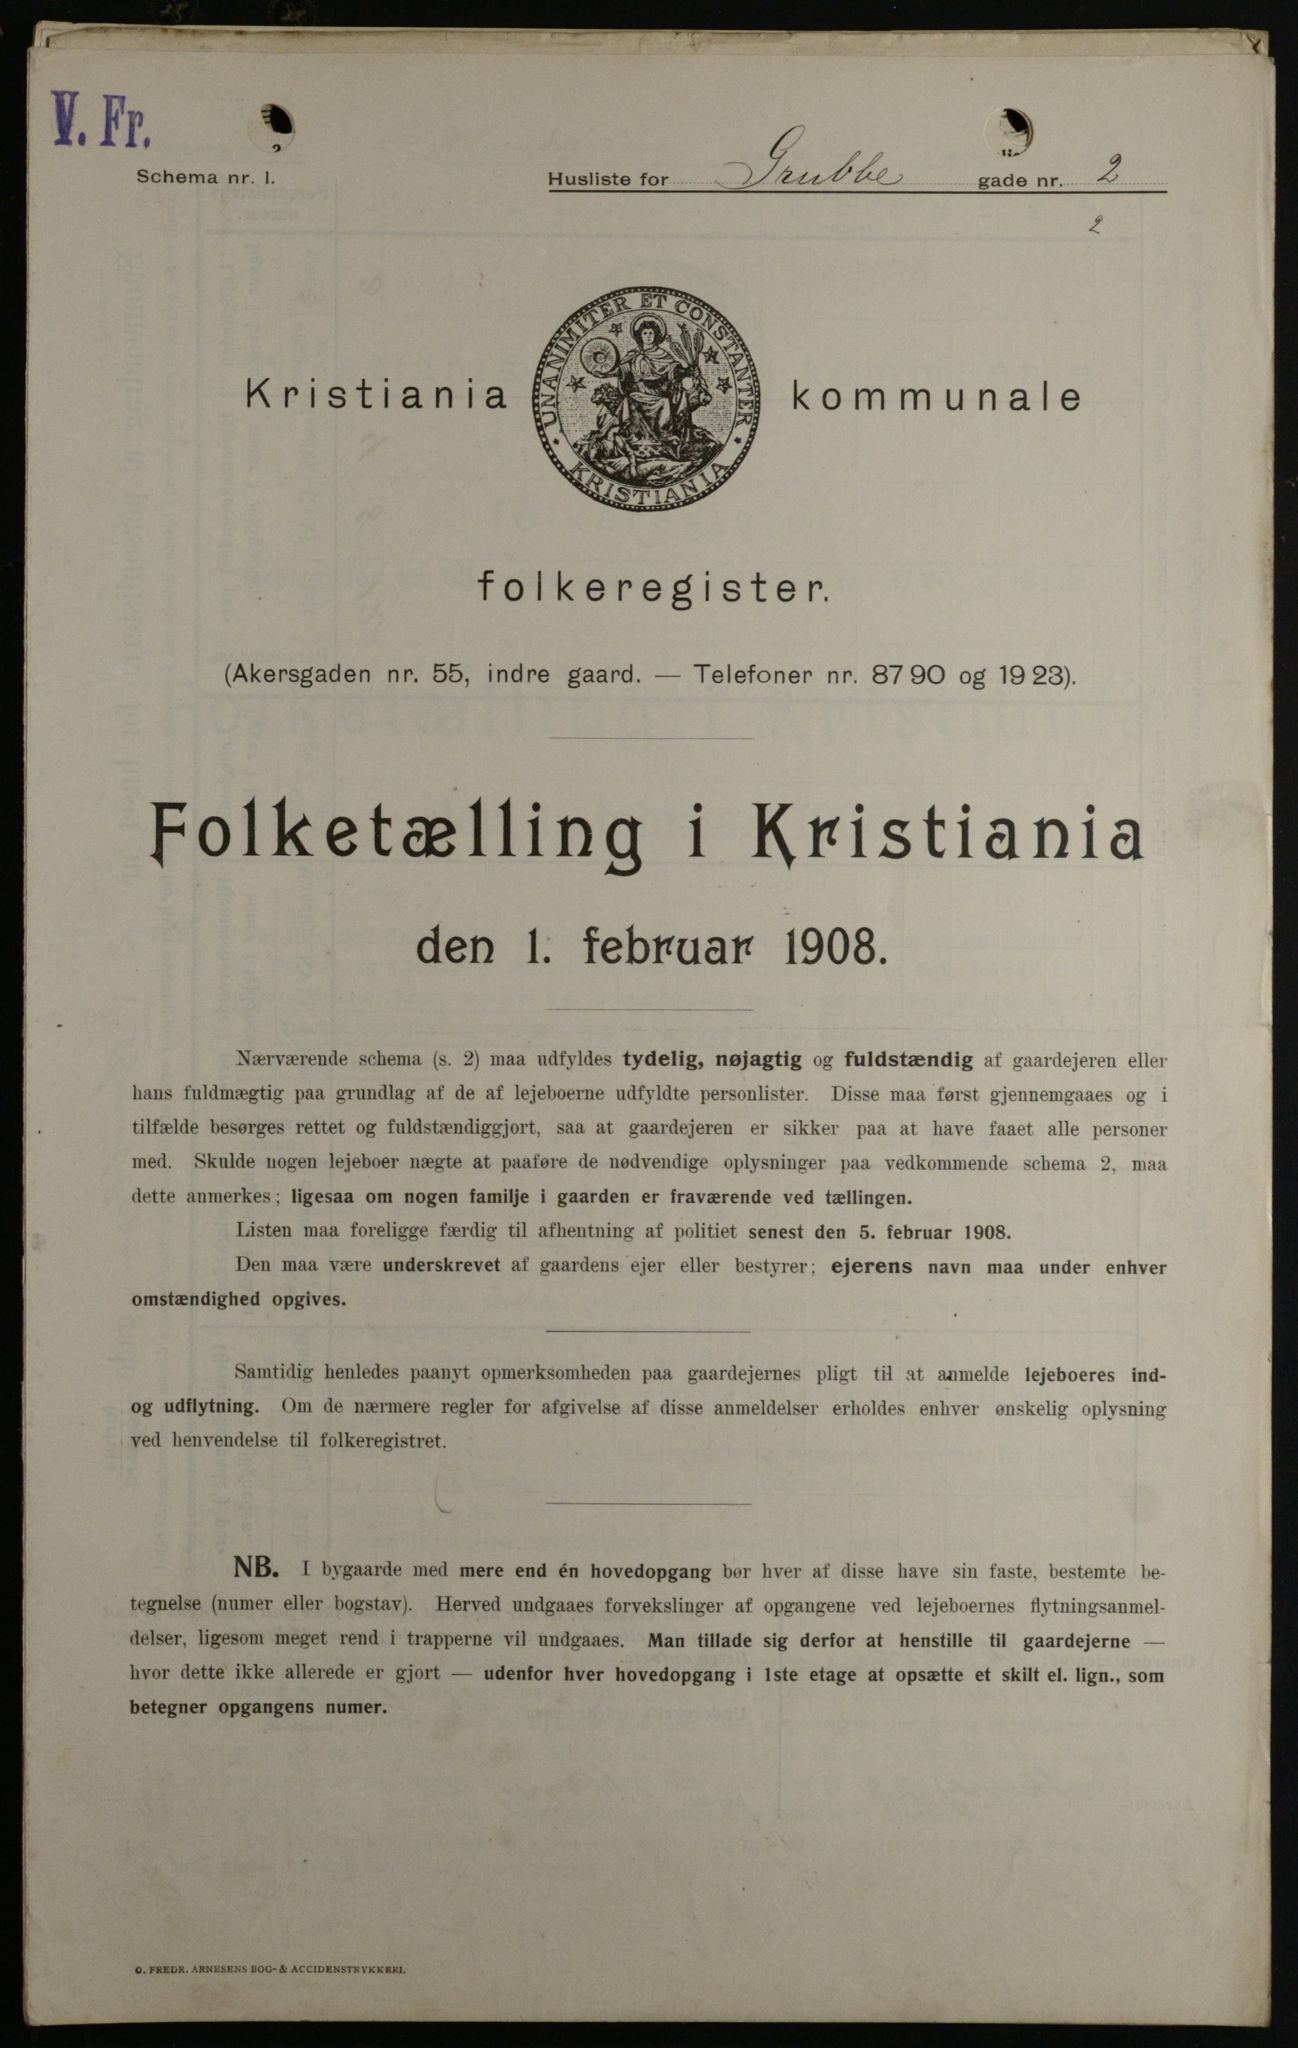 V. Fr.
Schema nr. 1.
Husliste for Grubbe gade nr. 2
2
UNANIMITER ET CONSTANTER
KRISTIANIA
Kristiania kommunale
folkeregister.
(Akersgaden nr. 55, indre gaard. — Telefoner nr. 87 90 og 19 23).
Folketælling i Kristiania
den 1. februar 1908.
Nærværende schema (s. 2) maa udfyldes tydelig, nøjagtig og fuldstændig af gaardejeren eller
hans fuldmægtig paa grundlag af de af lejeboerne udfyldte personlister. Disse maa først gjennemgaaes og i
tilfælde besørges rettet og fuldstændiggjort, saa at gaardejeren er sikker paa at have faaet alle personer
med. Skulde nogen lejeboer nægte at paaføre de nødvendige oplysninger paa vedkommende schema 2, maa
dette anmerkes; ligesaa om nogen familje i gaarden er fraværende ved tællingen.
Listen maa foreligge færdig til afhentning af politiet senest den 5. februar 1908.
Den maa være underskrevet af gaardens ejer eller bestyrer; ejerens navn maa under enhver
omstændighed opgives.
Samtidig henledes paanyt opmerksomheden paa gaardejernes pligt til at anmelde lejeboeres ind-
og udflytning. Om de nærmere regler for afgivelse af disse anmeldelser erholdes enhver ønskelig oplysning
ved henvendelse til folkeregistret.
NB. I bygaarde med mere end én hovedopgang bør hver af disse have sin faste, bestemte be-
tegnelse (numer eller bogstav). Herved undgaaes forvekslinger af opgangene ved lejeboernes flytningsanmel-
delser, ligesom meget rend i trapperne vil undgaaes. Man tillade sig derfor at henstille til gaardejerne —
hvor dette ikke allerede er gjort — udenfor hver hovedopgang i 1ste etage at opsætte et skilt el. lign., som
betegner opgangens numer.
O. FREDR. ARNESENS BOG- & ACCIDENSTRYKKERI.